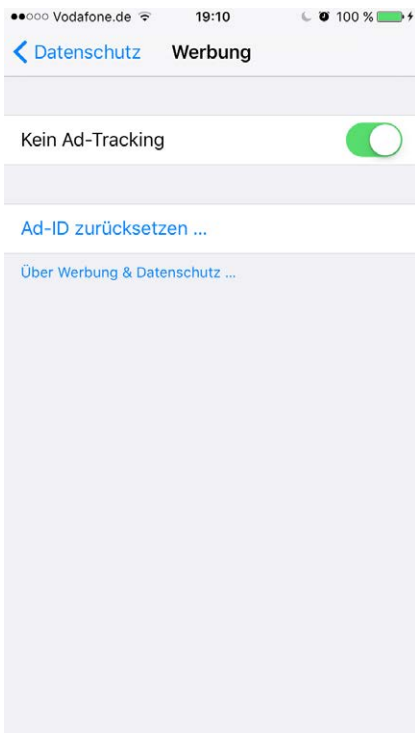 Vodafone.de 19:10 100 %
Datenschutz Werbung
Kein Ad-Tracking
Ad-ID zurücksetzen ...
Über Werbung & Datenschutz ...